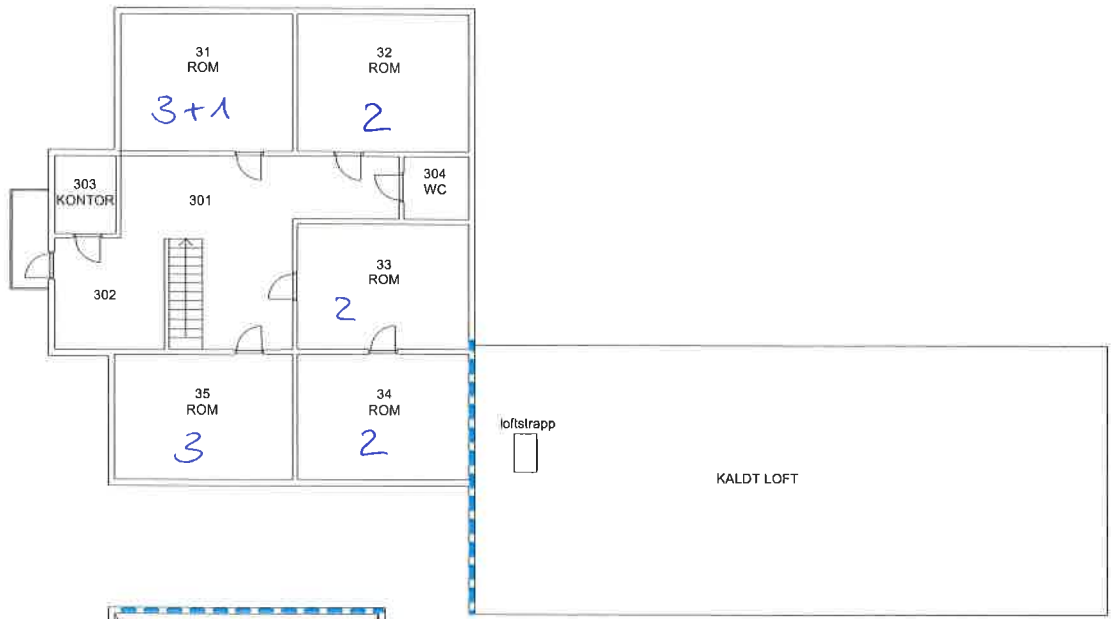 31
ROM
3+1
32
ROM
2
303
KONTOR
301
304
WC
302
33
ROM
2
35
ROM
3
34
ROM
2
loftstrapp
KALDT LOFT